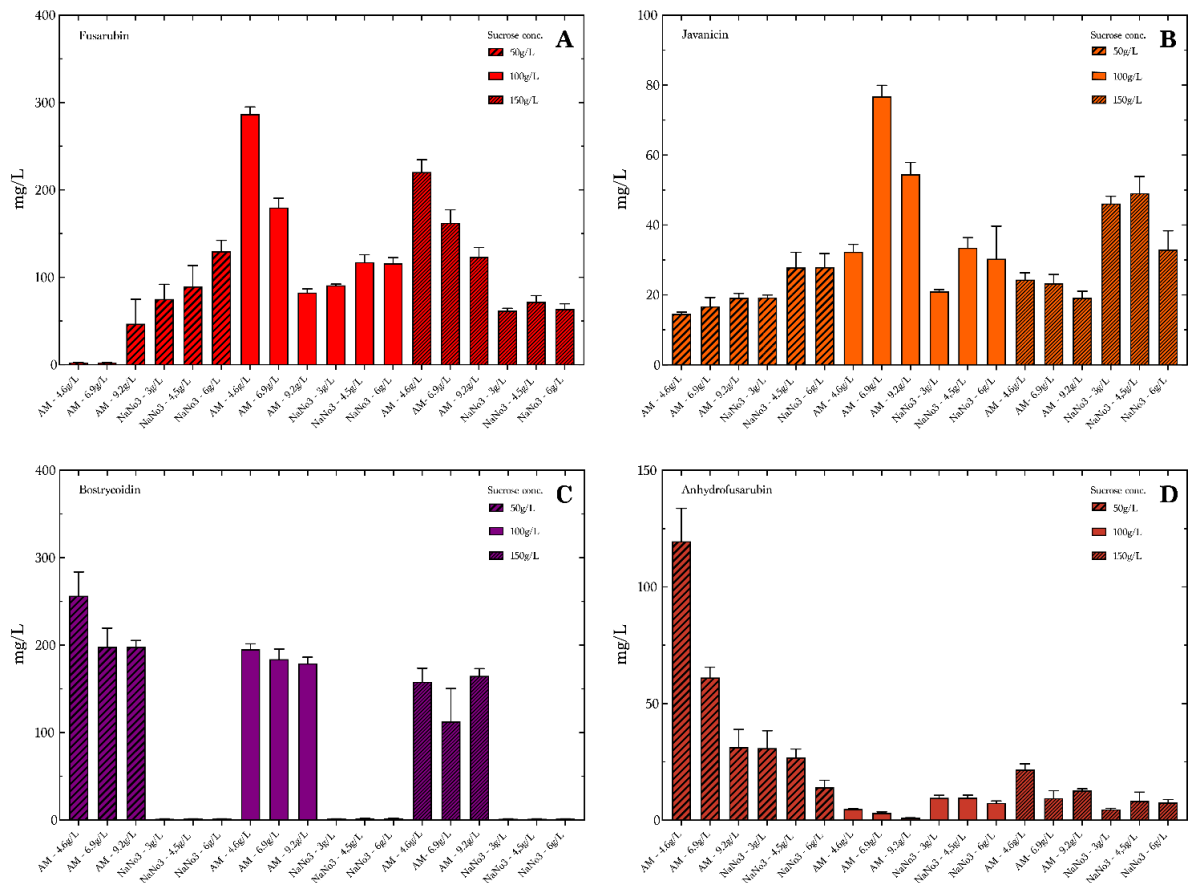 400
300
200
100
0
mg/L
Fusarubin
Sucrose conc.
50g/L
100g/L
150g/L
A
AM - 4.6g/L
AM - 6.9g/L
AM - 9.2g/L
NaNo3 - 3g/L
NaNo3 - 4,5g/L
NaNo3 - 6g/L
AM - 4.6g/L
AM - 6.9g/L
AM - 9.2g/L
NaNo3 - 3g/L
NaNo3 - 4,5g/L
NaNo3 - 6g/L
AM - 4.6g/L
AM - 6.9g/L
AM - 9.2g/L
NaNo3 - 3g/L
NaNo3 - 4,5g/L
NaNo3 - 6g/L
100
80
60
40
20
0
mg/L
Javanicin
Sucrose conc.
50g/L
100g/L
150g/L
B
AM - 4.6g/L
AM - 6.9g/L
AM - 9.2g/L
NaNo3 - 3g/L
NaNo3 - 4,5g/L
NaNo3 - 6g/L
AM - 4.6g/L
AM - 6.9g/L
AM - 9.2g/L
NaNo3 - 3g/L
NaNo3 - 4,5g/L
NaNo3 - 6g/L
AM - 4.6g/L
AM - 6.9g/L
AM - 9.2g/L
NaNo3 - 3g/L
NaNo3 - 4,5g/L
NaNo3 - 6g/L
400
300
200
100
0
mg/L
Bostrycoidin
Sucrose conc.
50g/L
100g/L
150g/L
C
AM - 4.6g/L
AM - 6.9g/L
AM - 9.2g/L
NaNo3 - 3g/L
NaNo3 - 4,5g/L
NaNo3 - 6g/L
AM - 4.6g/L
AM - 6.9g/L
AM - 9.2g/L
NaNo3 - 3g/L
NaNo3 - 4,5g/L
NaNo3 - 6g/L
AM - 4.6g/L
AM - 6.9g/L
AM - 9.2g/L
NaNo3 - 3g/L
NaNo3 - 4,5g/L
NaNo3 - 6g/L
150
100
50
0
mg/L
Anhydrofusarubin
Sucrose conc.
50g/L
100g/L
150g/L
D
AM - 4.6g/L
AM - 6.9g/L
AM - 9.2g/L
NaNo3 - 3g/L
NaNo3 - 4,5g/L
NaNo3 - 6g/L
AM - 4.6g/L
AM - 6.9g/L
AM - 9.2g/L
NaNo3 - 3g/L
NaNo3 - 4,5g/L
NaNo3 - 6g/L
AM - 4.6g/L
AM - 6.9g/L
AM - 9.2g/L
NaNo3 - 3g/L
NaNo3 - 4,5g/L
NaNo3 - 6g/L